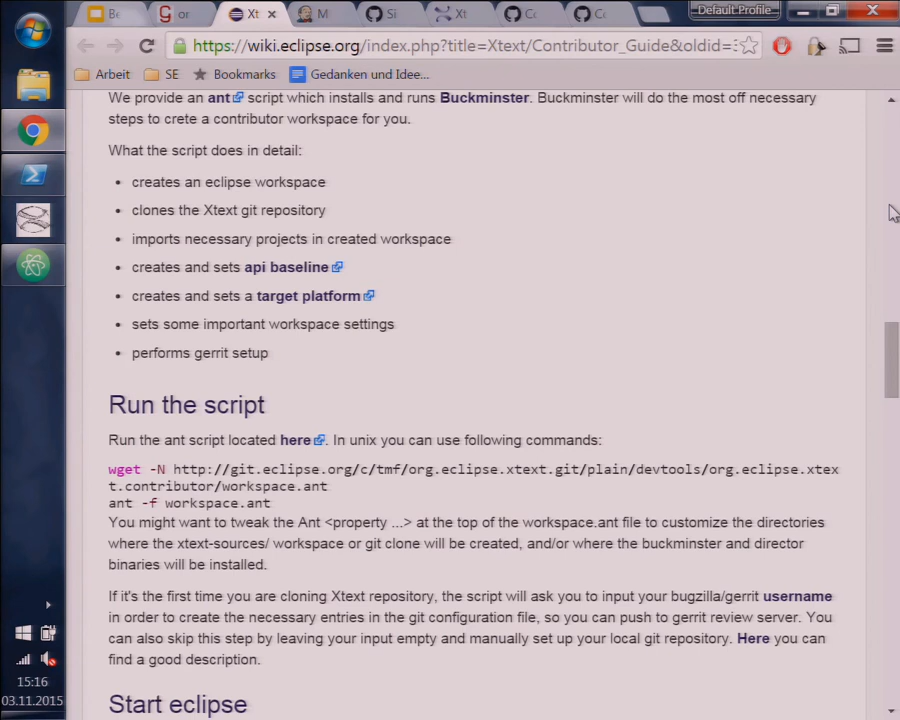 Be
or
Xt
M
Si
Xt
Co
Co
Default Profile
https://wiki.eclipse.org/index.php?title=Xtext/Contributor_Guide&oldid=
Arbeit
SE
Bookmarks
Gedanken und Idee...
We provide an ant script which installs and runs Buckminster. Buckminster will do the most off necessary
steps to crete a contributor workspace for you.
What the script does in detail:
creates an eclipse workspace
clones the Xtext git repository
imports necessary projects in created workspace
creates and sets api baseline
creates and sets a target platform
sets some important workspace settings
performs gerrit setup
Run the script
Run the ant script located here. In unix you can use following commands:
wget -N http://git.eclipse.org/c/tmf/org.eclipse.xtext.git/plain/devtools/org.eclipse.xtex
t.contributor/workspace.ant
ant -f workspace.ant
You might want to tweak the Ant <property ...> at the top of the workspace.ant file to customize the directories
where the xtext-sources/ workspace or git clone will be created, and/or where the buckminster and director
binaries will be installed.
If it's the first time you are cloning Xtext repository, the script will ask you to input your bugzilla/gerrit username
in order to create the necessary entries in the git configuration file, so you can push to gerrit review server. You
can also skip this step by leaving your input empty and manually set up your local git repository. Here you can
find a good description.
Start eclipse
15:16
03.11.2015